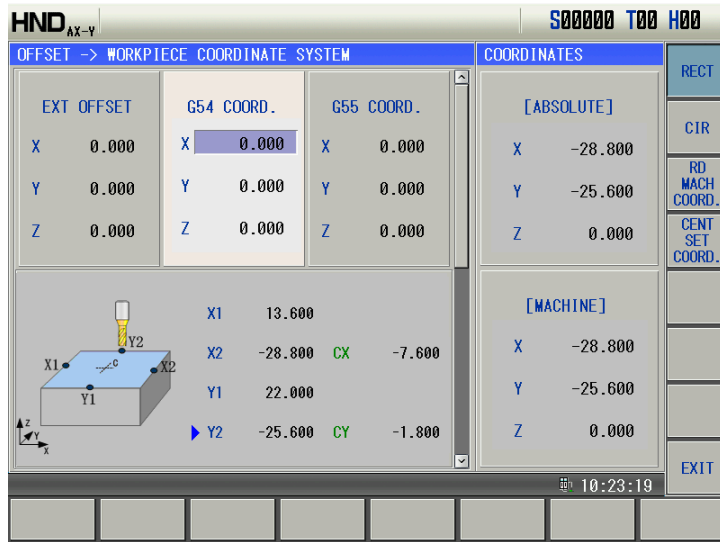 HND AX-Y S00000 T00 H00
OFFSET -> WORKPIECE COORDINATE SYSTEM
COORDINATES
EXT OFFSET G54 COORD. G55 COORD.
X 0.000 X 0.000 X 0.000
Y 0.000 Y 0.000 Y 0.000
Z 0.000 Z 0.000 Z 0.000
[ABSOLUTE]
X -28.800
Y -25.600
Z 0.000
X1 13.600
X2 -28.800 CX -7.600
Y1 22.000
Y2 -25.600 CY -1.800
Y2
X1 C X2
Y1
Z
Y
X
[MACHINE]
X -28.800
Y -25.600
Z 0.000
RECT
CIR
RD
MACH
COORD.
CENT
SET
COORD.
EXIT
10:23:19